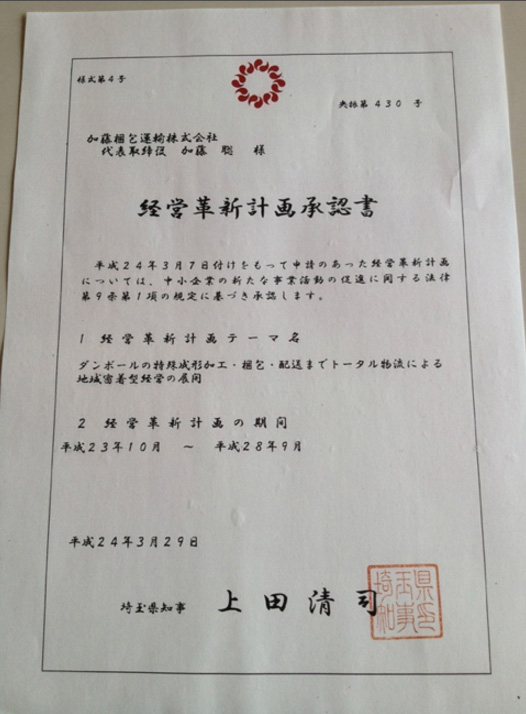 様式第4号
興振第430号
加藤梱包運輸株式会社
代表取締役 加藤 聡 様
経営革新計画承認書
平成24年3月7日付けをもって申請のあった経営革新計画
については、中小企業の新たな事業活動の促進に関する法律
第9条第1項の規定に基づき承認します。
1 経営革新計画テーマ名
ダンボールの特殊成形加工・梱包・配送までトータル物流による
地域密着型経営の展開
2 経営革新計画の期間
平成23年10月 ～ 平成28年9月
平成24年3月29日
埼玉県知事 上田清司
埼玉県知事印